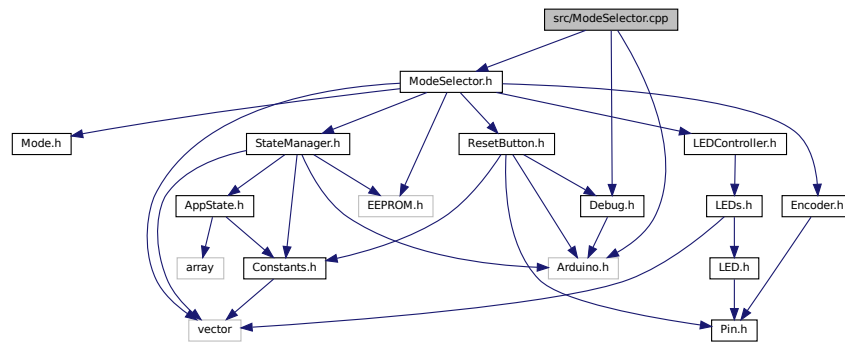 src/ModeSelector.cpp
ModeSelector.h
Mode.h
StateManager.h
ResetButton.h
LEDController.h
AppState.h
EEPROM.h
Debug.h
LEDs.h
Encoder.h
array
Constants.h
Arduino.h
LED.h
vector
Pin.h